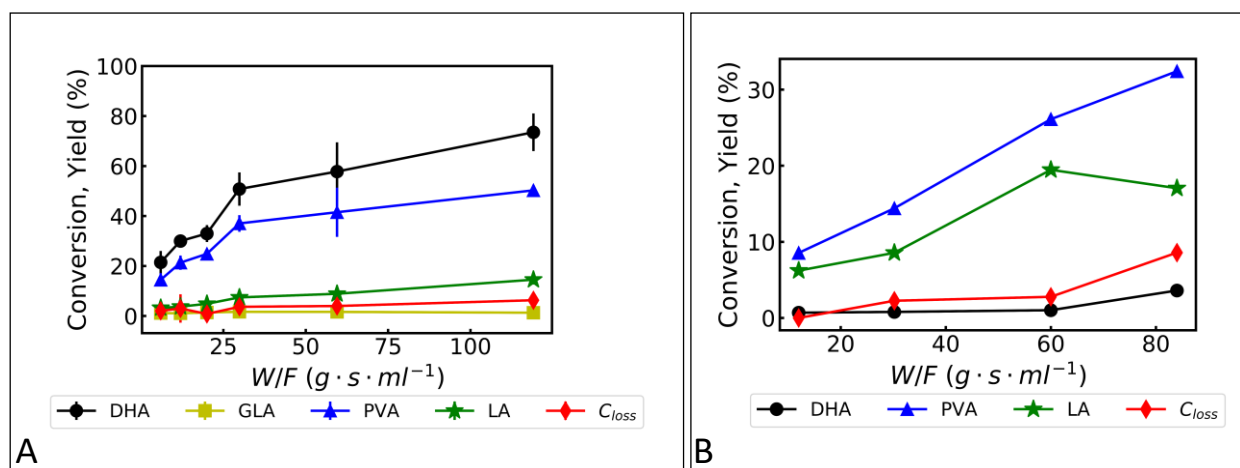 100
80
60
40
20
0
Conversion, Yield (%)
25 50 75 100
W/F (g · s · ml⁻¹)
DHA GLA PVA LA C_loss
A
30
20
10
0
Conversion, Yield (%)
20 40 60 80
W/F (g · s · ml⁻¹)
DHA PVA LA C_loss
B